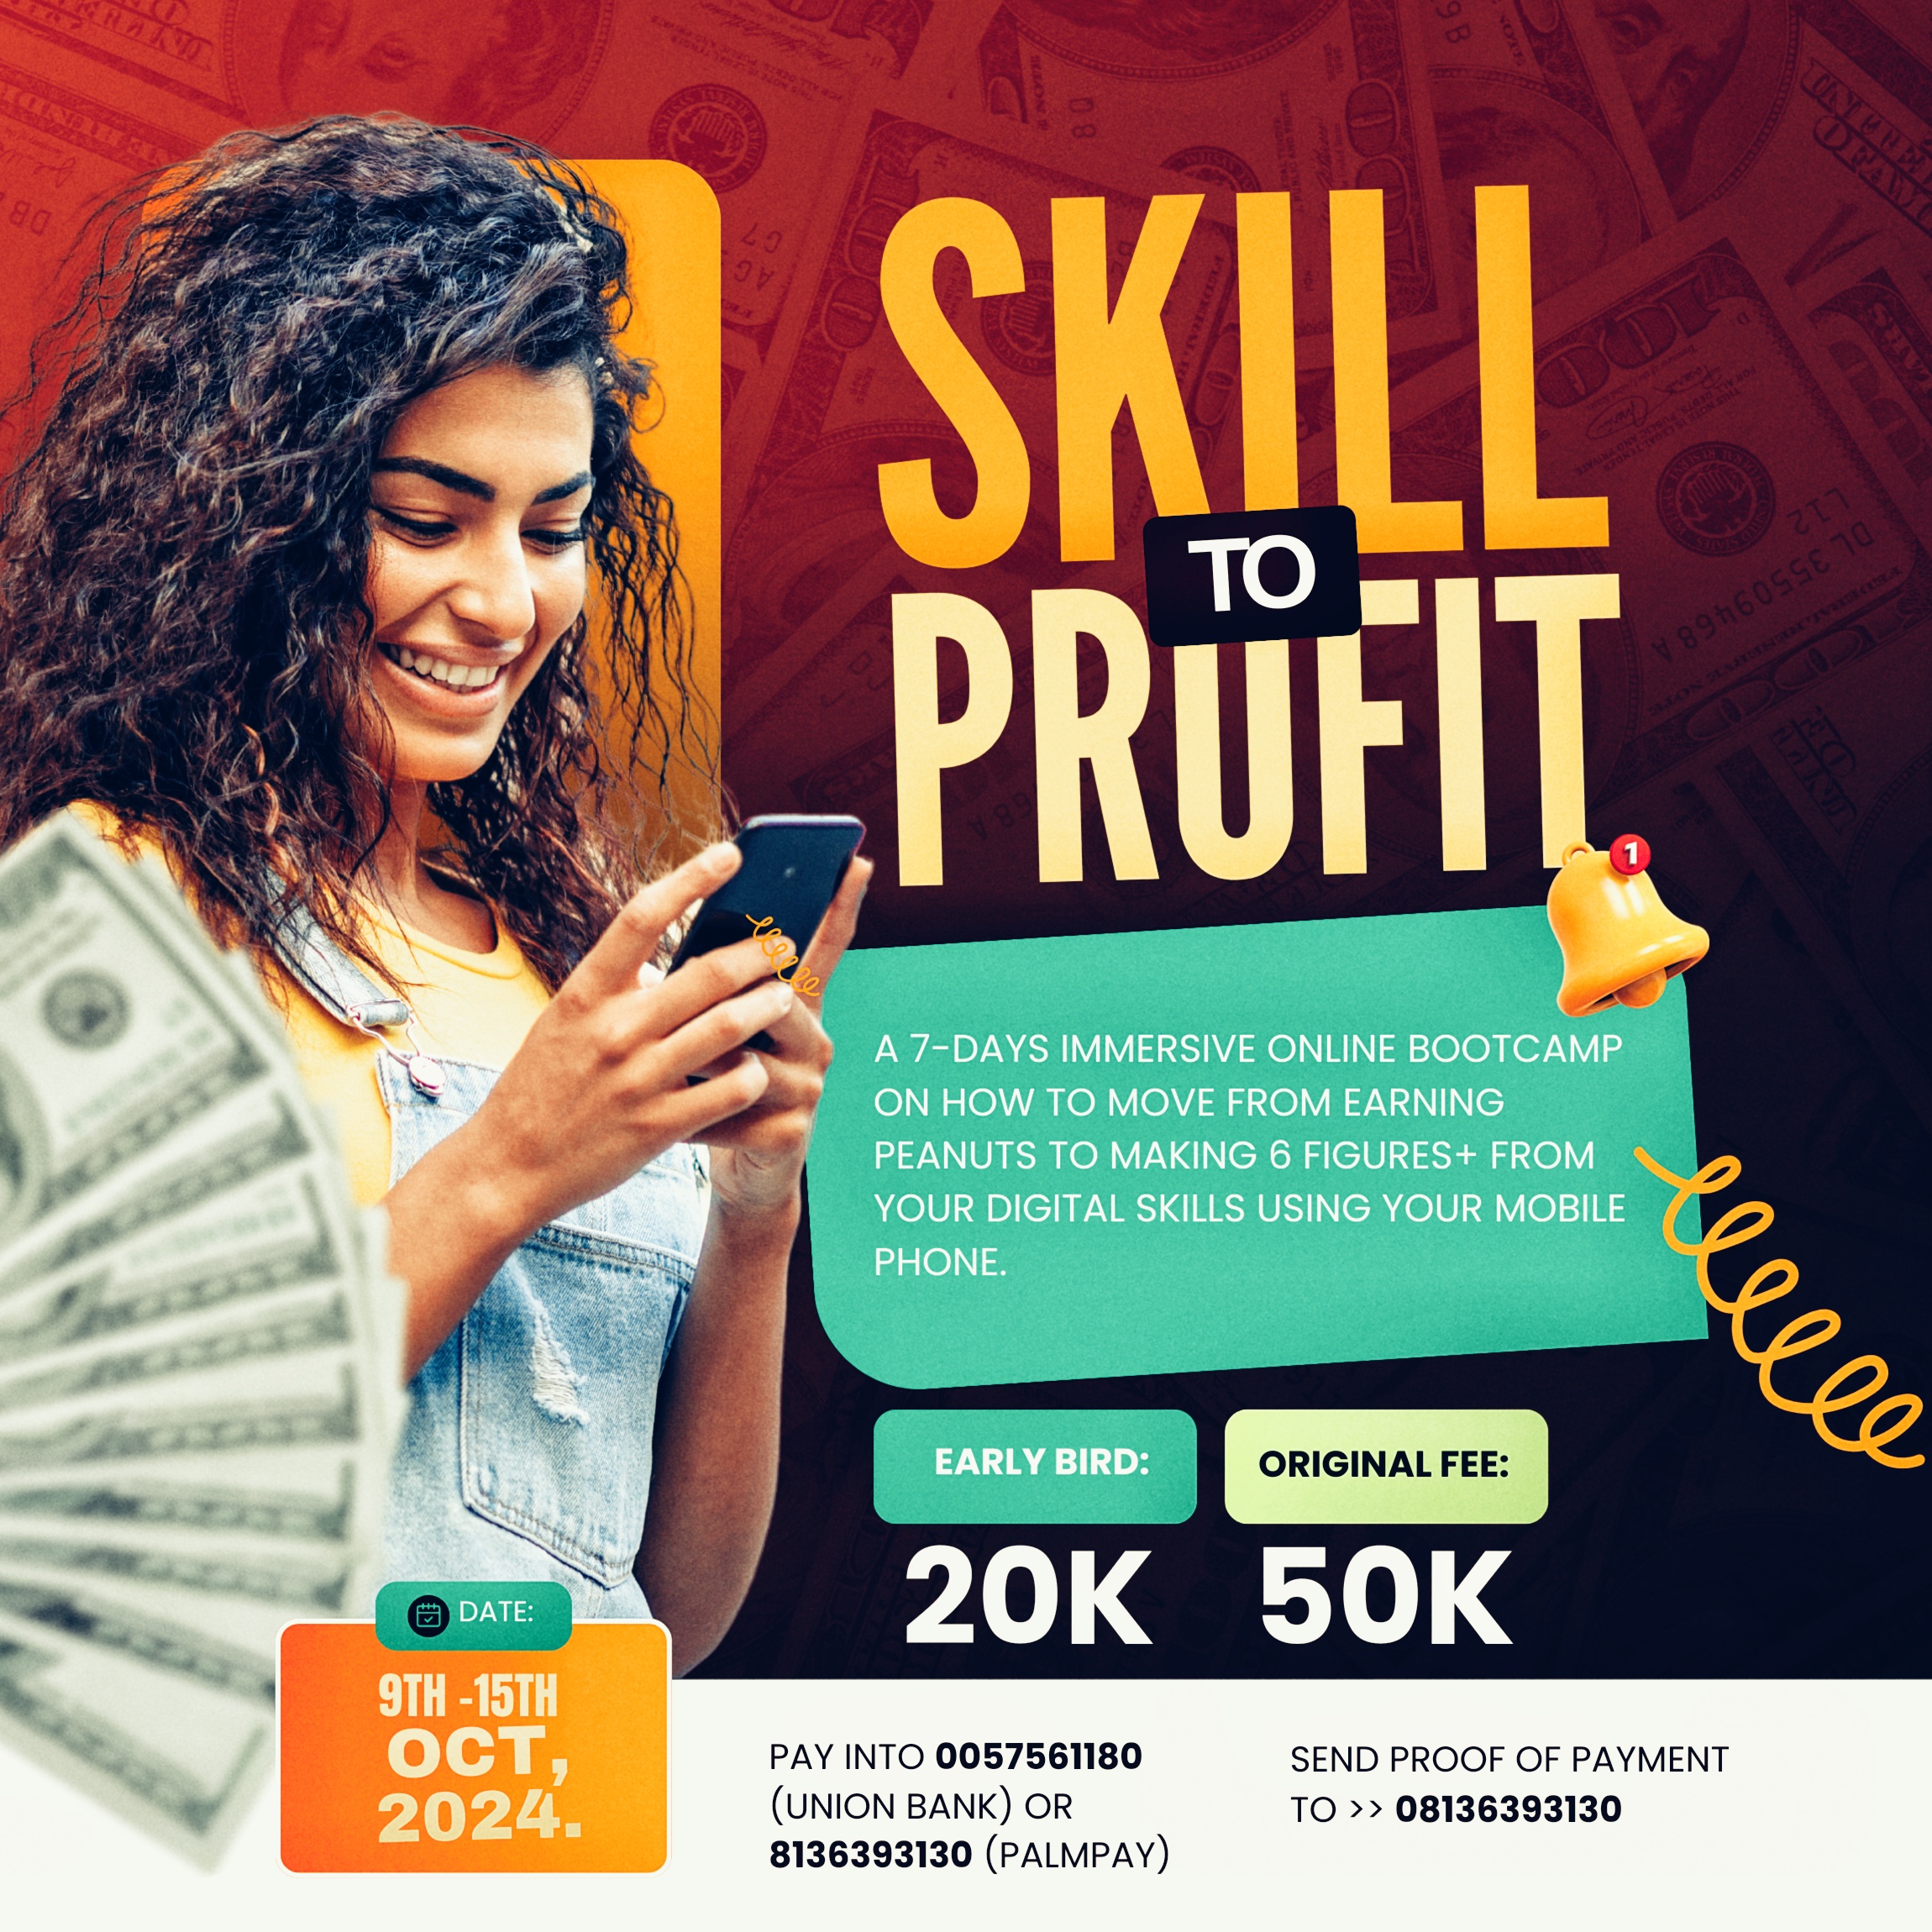 SKILL
TO
PROFIT
1
A 7-DAYS IMMERSIVE ONLINE BOOTCAMP
ON HOW TO MOVE FROM EARNING
PEANUTS TO MAKING 6 FIGURES+ FROM
YOUR DIGITAL SKILLS USING YOUR MOBILE
PHONE.
EARLY BIRD:
20K
ORIGINAL FEE:
50K
DATE:
9TH -15TH
OCT,
2024.
PAY INTO 0057561180
(UNION BANK) OR
8136393130 (PALMPAY)
SEND PROOF OF PAYMENT
TO >> 08136393130